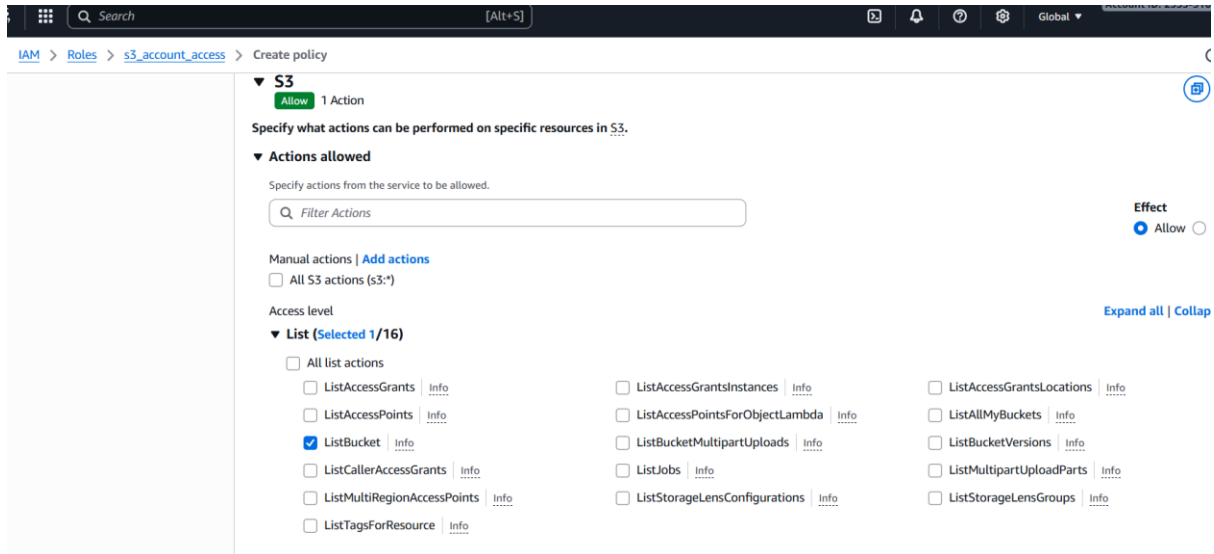 Search [Alt+S] Global
IAM > Roles > s3_account_access > Create policy
S3
Allow 1 Action
Specify what actions can be performed on specific resources in S3.
Actions allowed
Specify actions from the service to be allowed.
Filter Actions
Effect
Allow
Manual actions | Add actions
All S3 actions (s3:*)
Access level Expand all | Collap
List (Selected 1/16)
All list actions
ListAccessGrants Info ListAccessGrantsInstances Info ListAccessGrantsLocations Info
ListAccessPoints Info ListAccessPointsForObjectLambda Info ListAllMyBuckets Info
ListBucket Info ListBucketMultipartUploads Info ListBucketVersions Info
ListCallerAccessGrants Info ListJobs Info ListMultipartUploadParts Info
ListMultiRegionAccessPoints Info ListStorageLensConfigurations Info ListStorageLensGroups Info
ListTagsForResource Info